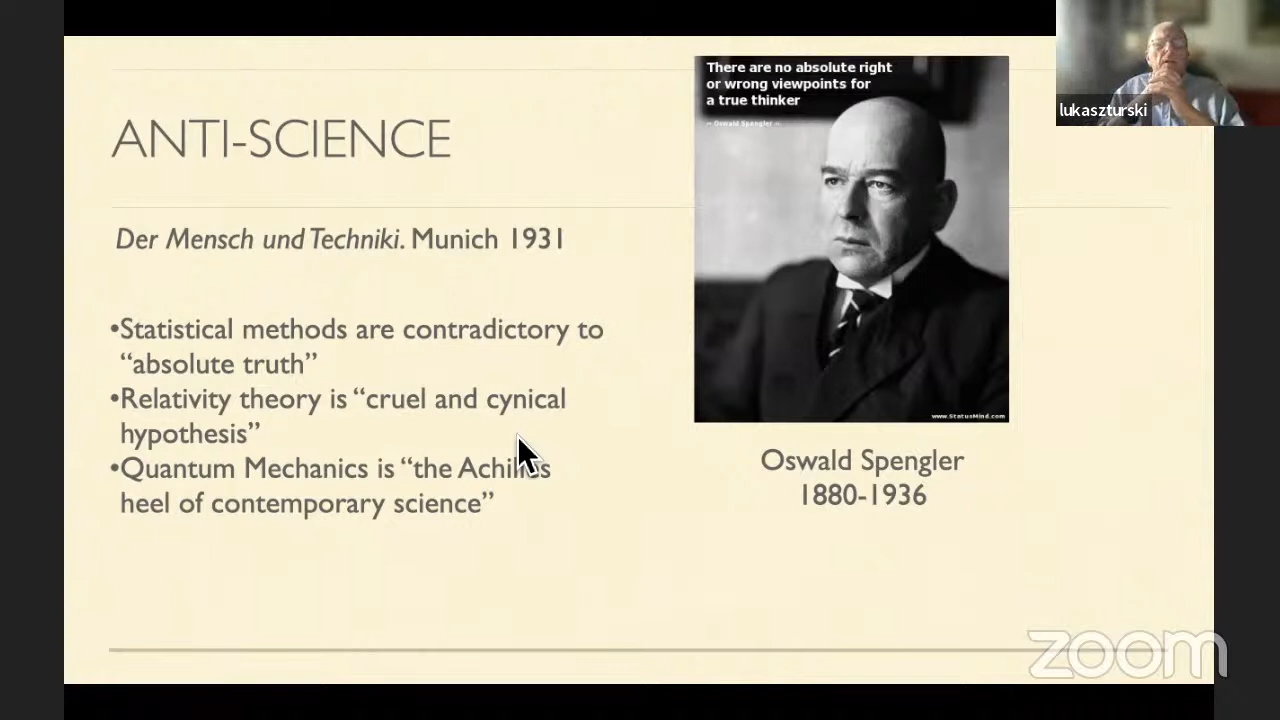 There are no absolute right
or wrong viewpoints for
a true thinker
— Oswald Spengler —
lukaszturski
ANTI-SCIENCE
Der Mensch und Techniki. Munich 1931
•Statistical methods are contradictory to
“absolute truth”
•Relativity theory is “cruel and cynical
hypothesis”
•Quantum Mechanics is “the Achilles
heel of contemporary science”
www.StatusMind.com
Oswald Spengler
1880-1936
zoom